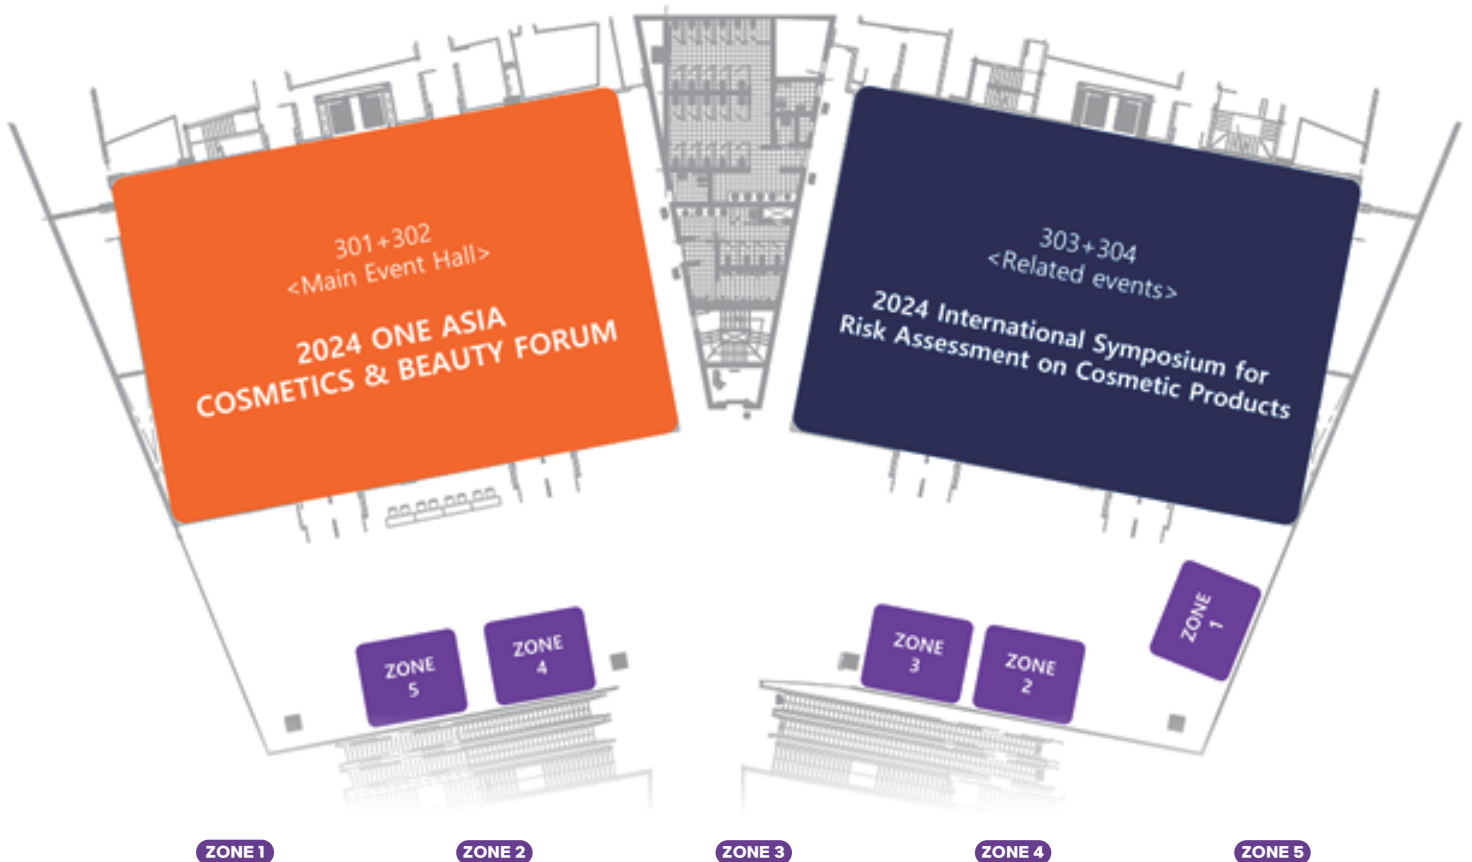 301+302
<Main Event Hall>
2024 ONE ASIA
COSMETICS & BEAUTY FORUM
303+304
<Related events>
2024 International Symposium for
Risk Assessment on Cosmetic Products
ZONE
5
ZONE
4
ZONE
3
ZONE
2
ZONE
1
ZONE 1
ZONE 2
ZONE 3
ZONE 4
ZONE 5